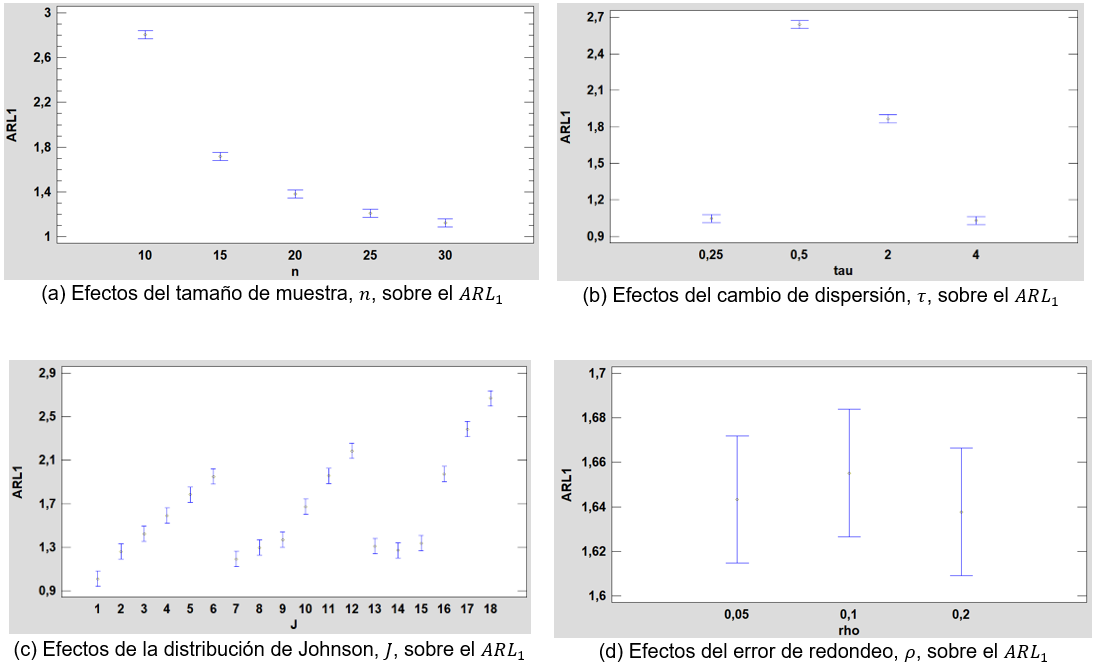 3
2,6
2,2
1,8
1,4
1
ARL1
10 15 20 25 30
n
(a) Efectos del tamaño de muestra, n, sobre el ARL₁
2,7
2,4
2,1
1,8
1,5
1,2
0,9
ARL1
0,25 0,5 2 4
tau
(b) Efectos del cambio de dispersión, τ, sobre el ARL₁
2,9
2,5
2,1
1,7
1,3
0,9
ARL1
1 2 3 4 5 6 7 8 9 10 11 12 13 14 15 16 17 18
J
(c) Efectos de la distribución de Johnson, J, sobre el ARL₁
1,7
1,68
1,66
1,64
1,62
1,6
ARL1
0,05 0,1 0,2
rho
(d) Efectos del error de redondeo, ρ, sobre el ARL₁